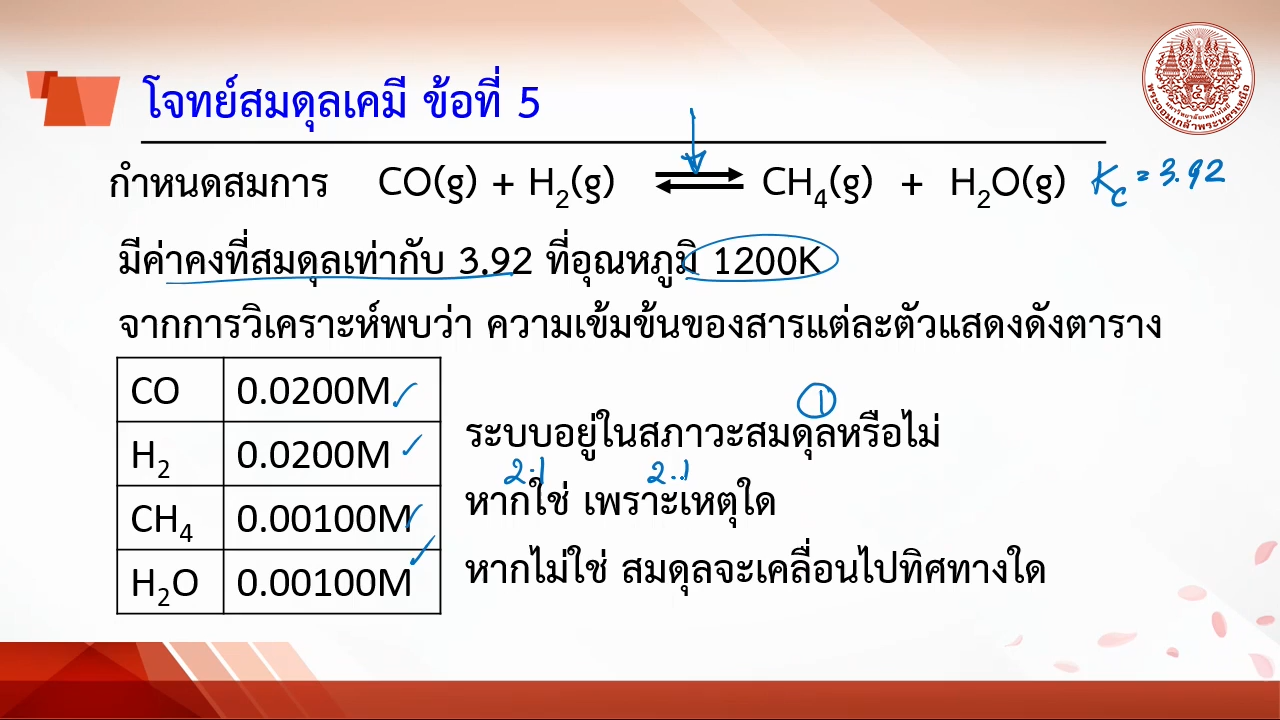 โจทย์สมดุลเคมี ข้อที่ 5
กำหนดสมการ CO(g) + H2(g) ⇌ CH4(g) + H2O(g) Kc = 3.92
มีค่าคงที่สมดุลเท่ากับ 3.92 ที่อุณหภูมิ 1200K
จากการวิเคราะห์พบว่า ความเข้มข้นของสารแต่ละตัวแสดงดังตาราง
CO 0.0200M
H2 0.0200M
CH4 0.00100M
H2O 0.00100M
1
ระบบอยู่ในสภาวะสมดุลหรือไม่
2.1 2.1
หากใช่ เพราะเหตุใด
หากไม่ใช่ สมดุลจะเคลื่อนไปทิศทางใด